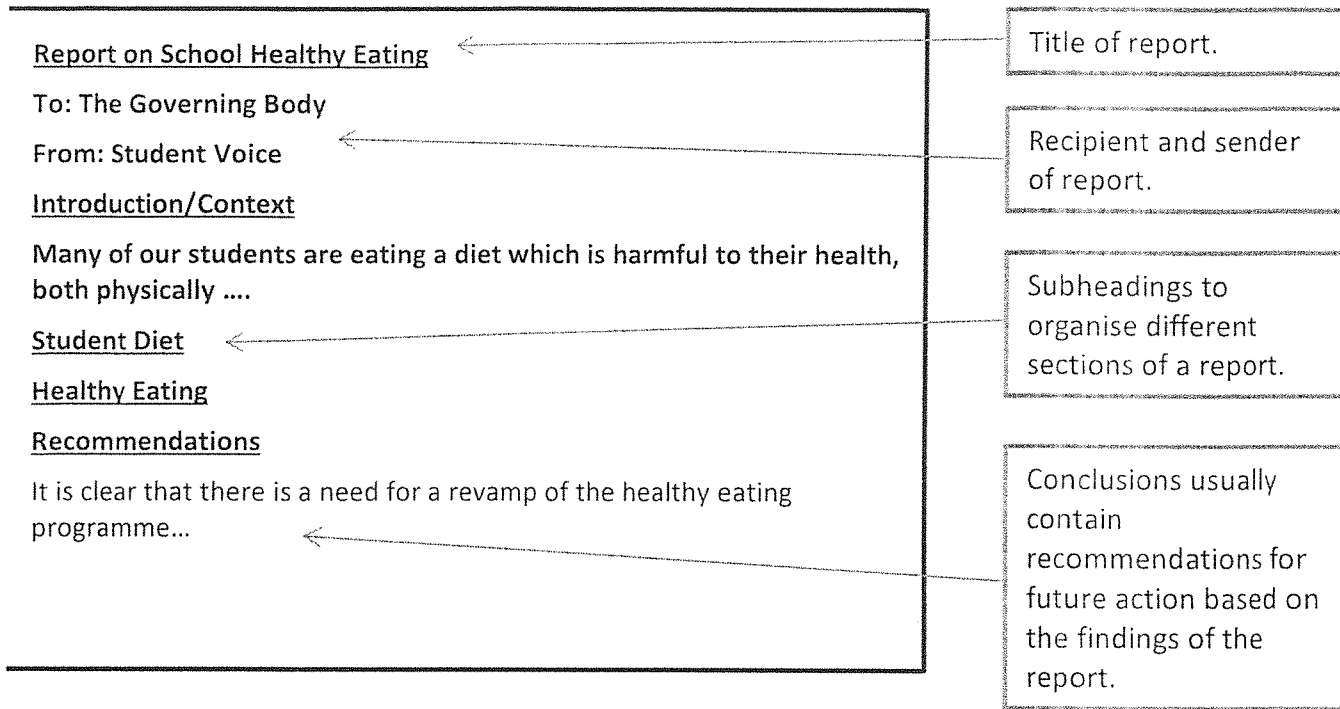 Report on School Healthy Eating
To: The Governing Body
From: Student Voice
Introduction/Context
Many of our students are eating a diet which is harmful to their health,
both physically ....
Student Diet
Healthy Eating
Recommendations
It is clear that there is a need for a revamp of the healthy eating
programme...
Title of report.
Recipient and sender
of report.
Subheadings to
organise different
sections of a report.
Conclusions usually
contain
recommendations for
future action based on
the findings of the
report.